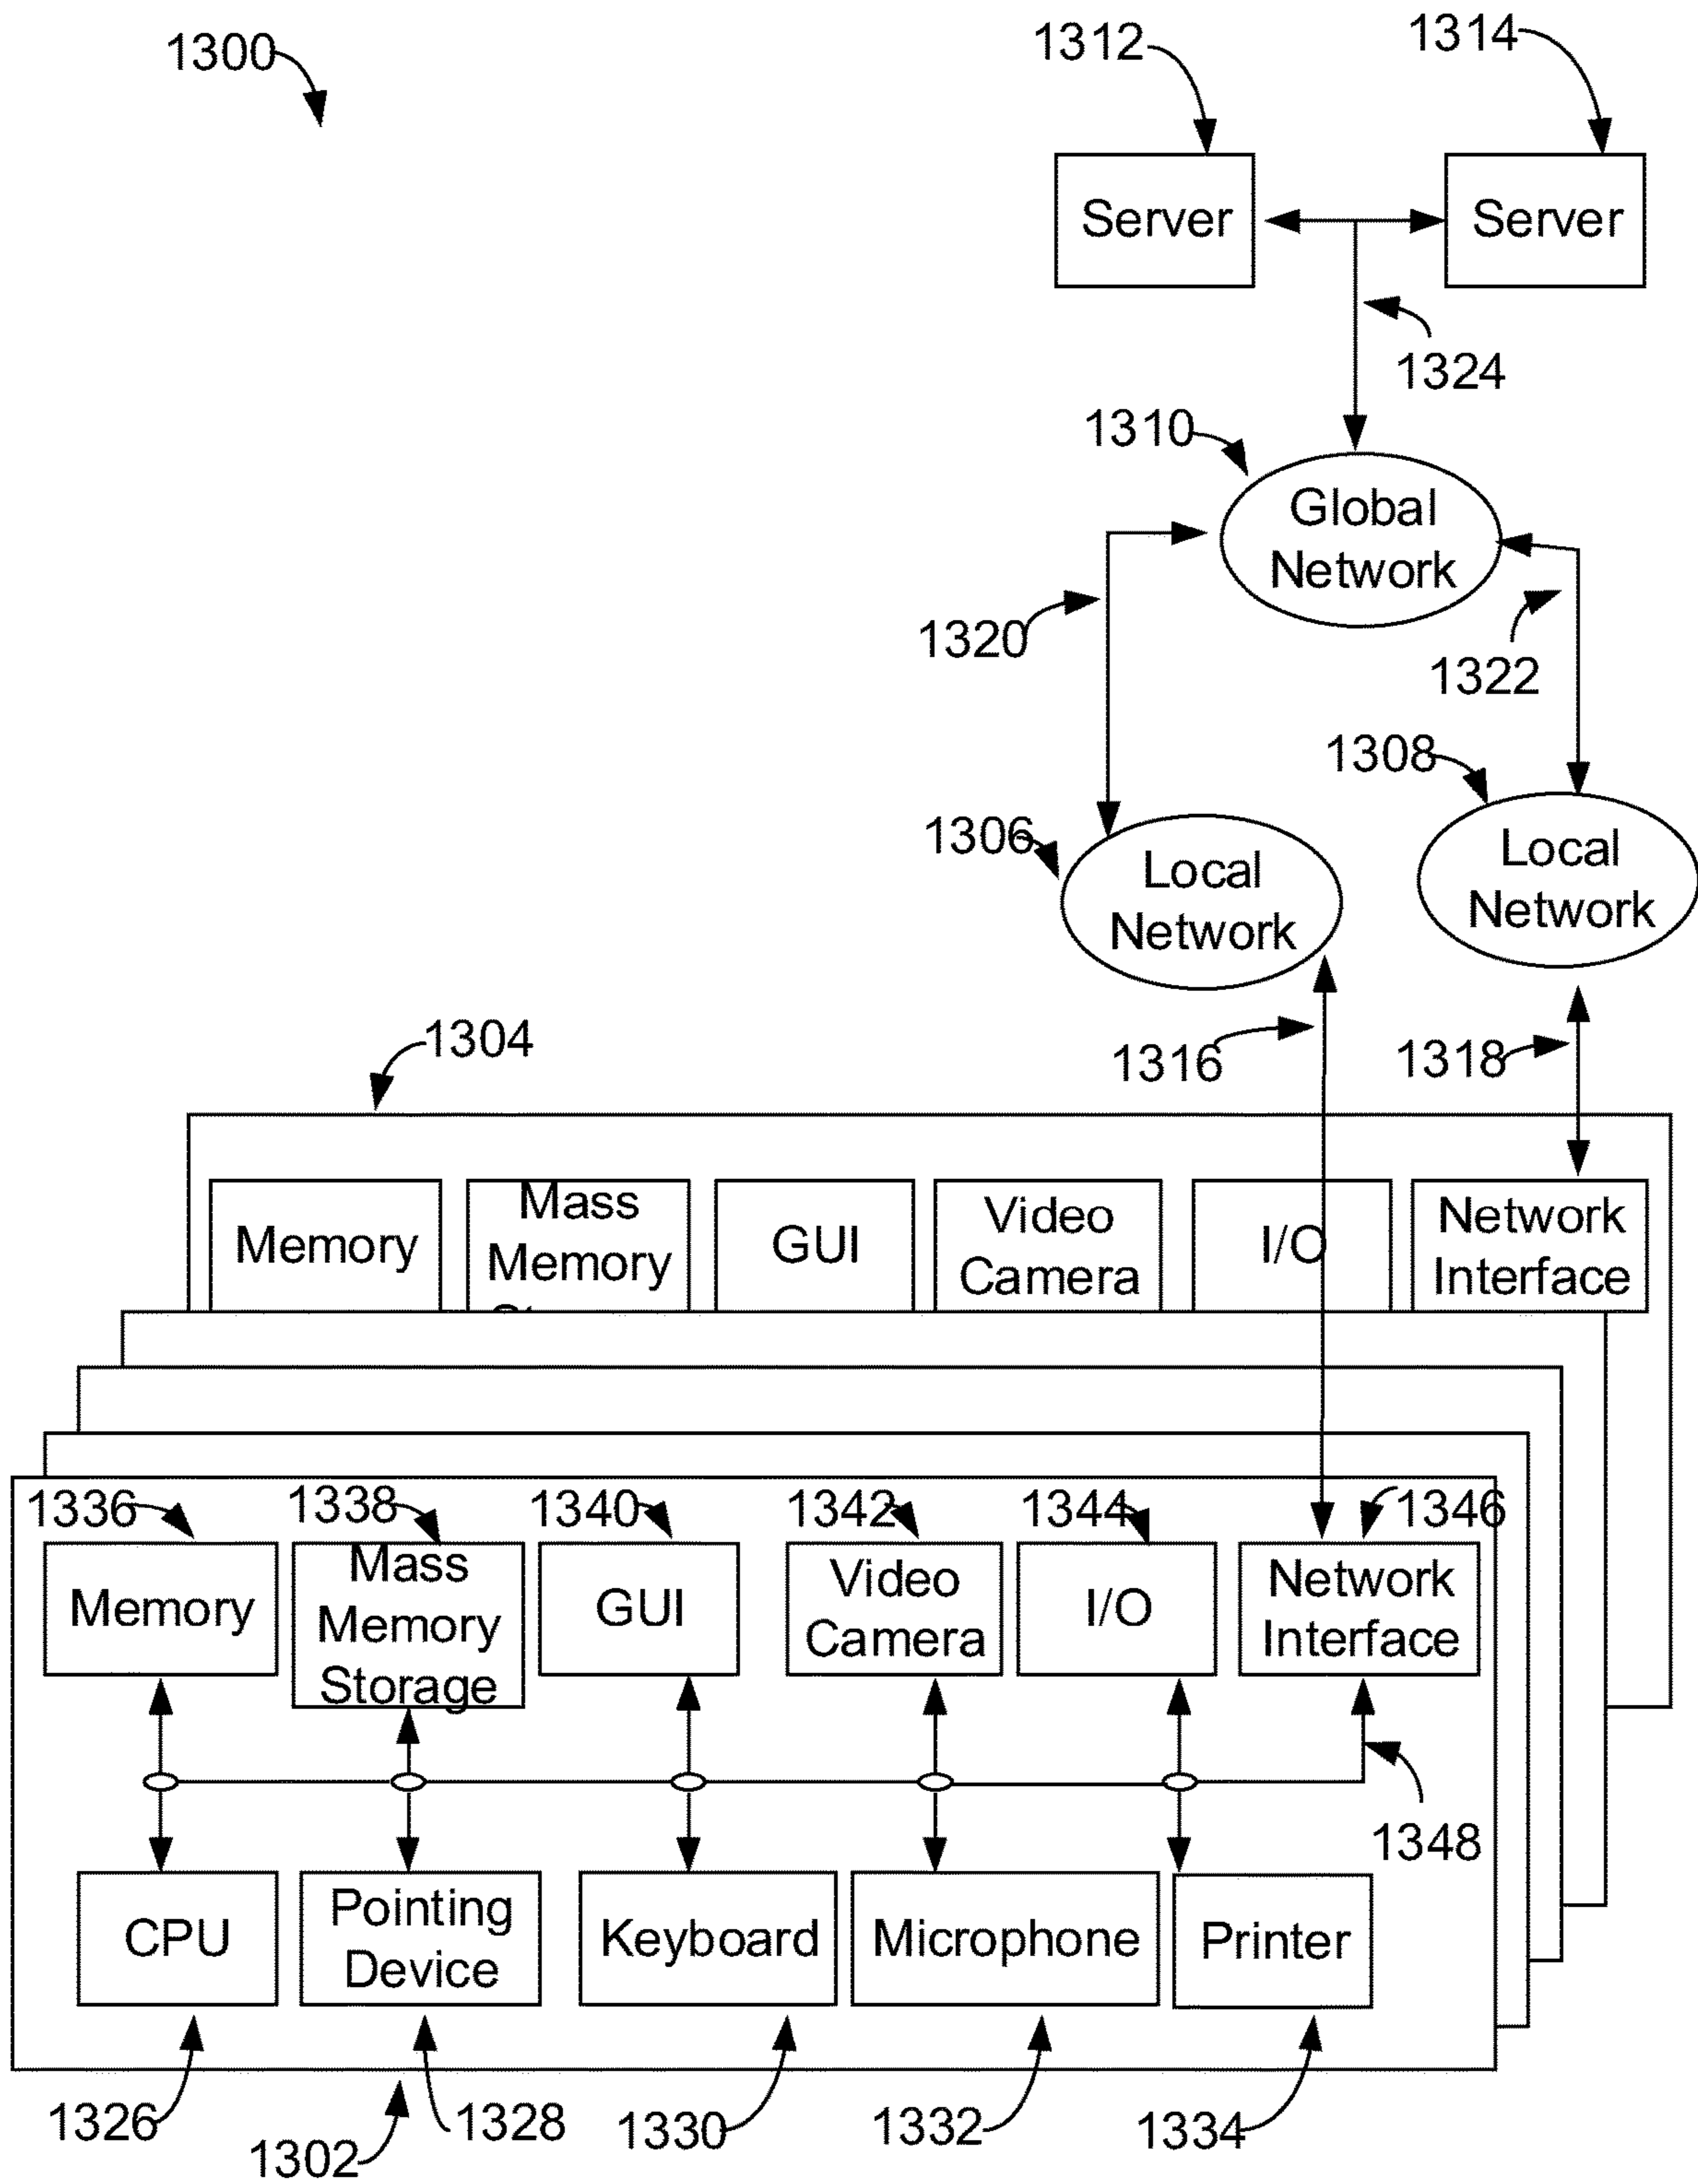 1300
1312
1314
Server
Server
1324
1310
Global
Network
1320
1322
1308
1306
Local
Network
Local
Network
1304
1316
1318
Memory
Mass
Memory
GUI
Video
Camera
I/O
Network
Interface
1336
1338
1340
1342
1344
1346
Memory
Mass
Memory
Storage
GUI
Video
Camera
I/O
Network
Interface
1348
CPU
Pointing
Device
Keyboard
Microphone
Printer
1326
1302
1328
1330
1332
1334